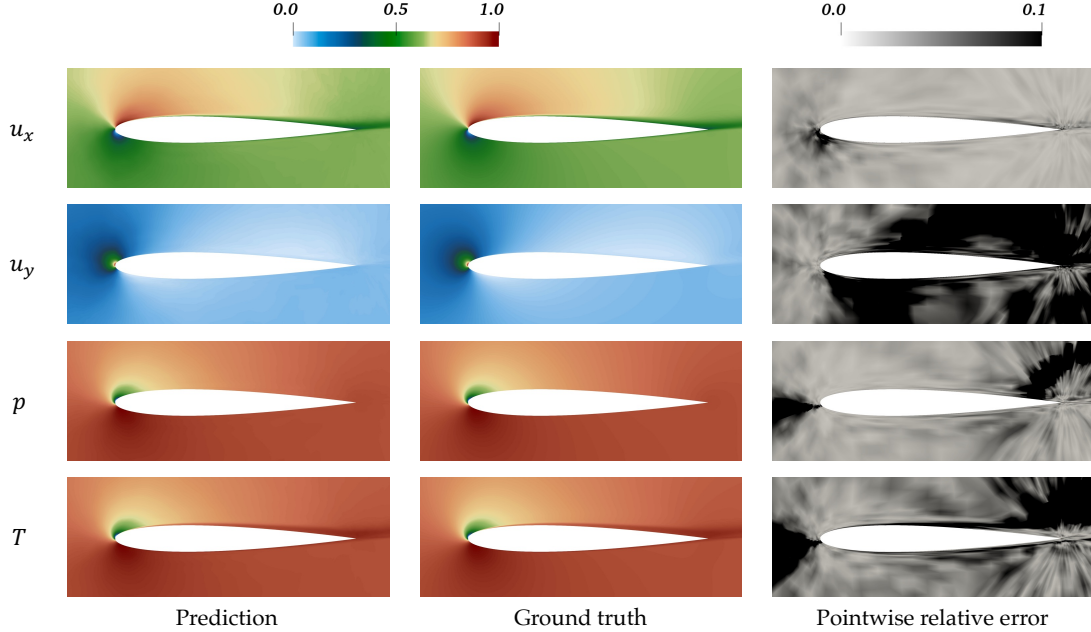 0.0 0.5 1.0 0.0 0.1
u_x
u_y
p
T
Prediction Ground truth Pointwise relative error